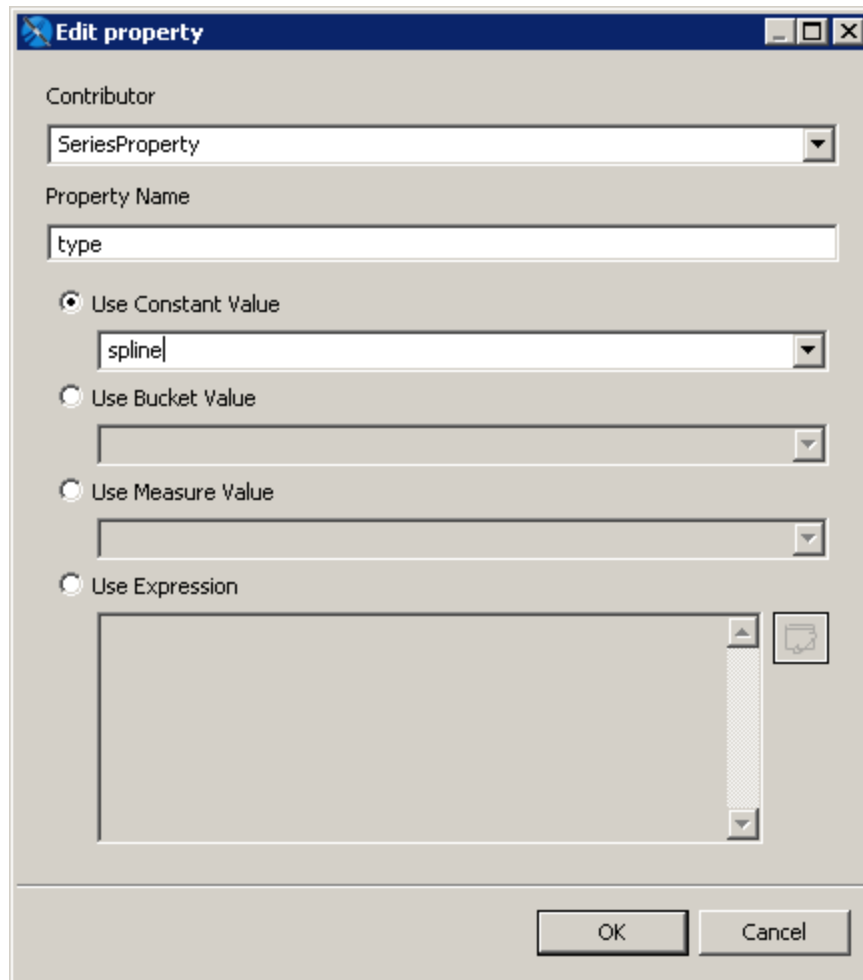 Edit property
Contributor
SeriesProperty
Property Name
type
Use Constant Value
spline
Use Bucket Value
Use Measure Value
Use Expression
OK Cancel